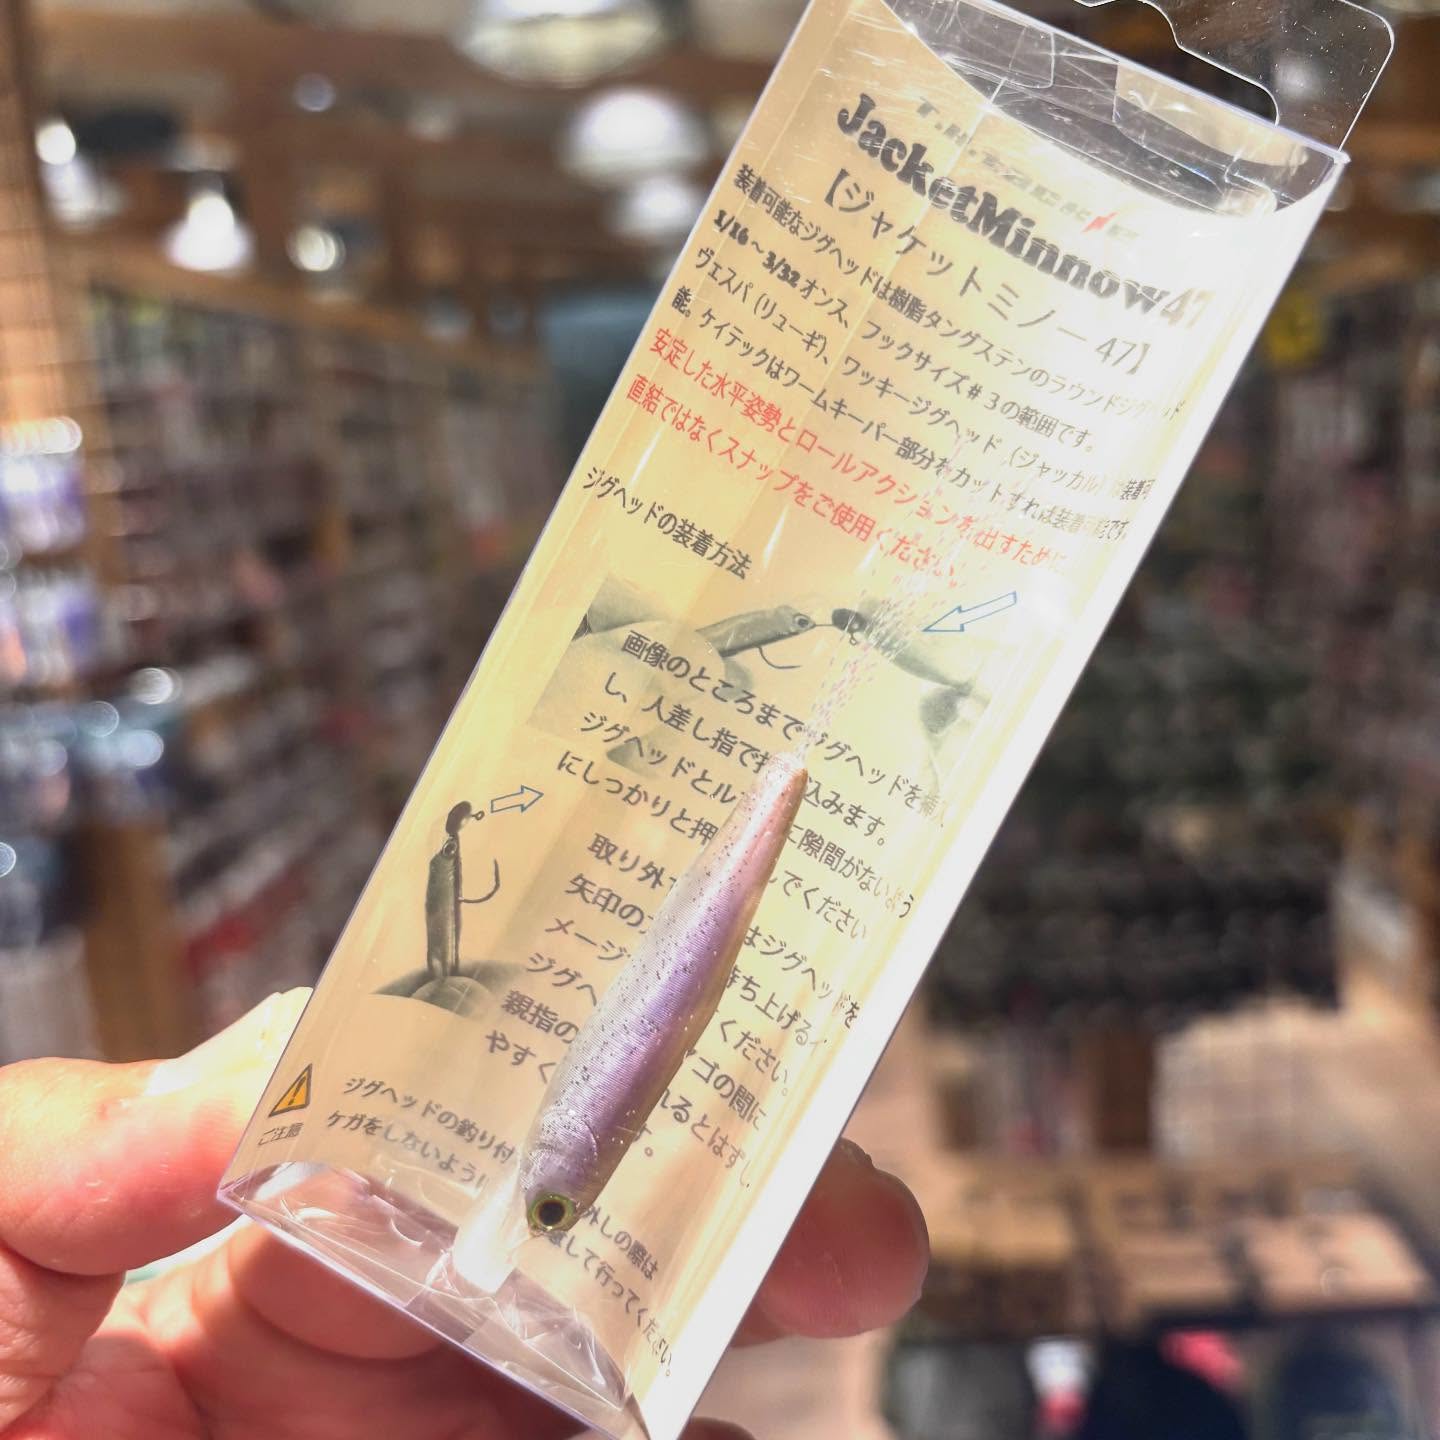 JacketMinnow47
【ジャケットミノー 47】
装着可能なジグヘッドは樹脂タングステンのラウンドジグヘッド
1/16～3/32オンス、フックサイズ#3の範囲です。
ヴェスパ（リューギ）、ワッキージグヘッド（ジャッカル）は装着可
能。ケイテックはワームキーパー部分をカットすれば装着可能です。
安定した水平姿勢とロールアクションを出すために
直結ではなくスナップをご使用ください
ジグヘッドの装着方法
画像のところまでジグヘッドを挿入
し、人差し指で押 込みます。
ジグヘッドとル に隙間がないよう
にしっかりと押 でください
取り外 はジグヘッドを
矢印の 持ち上げる
メージ ください。
ジグヘ アゴの間に
親指の れるとはずし
やすく す。
ご注意
ジグヘッドの釣り付 外しの際は
ケガをしないように して行ってください。